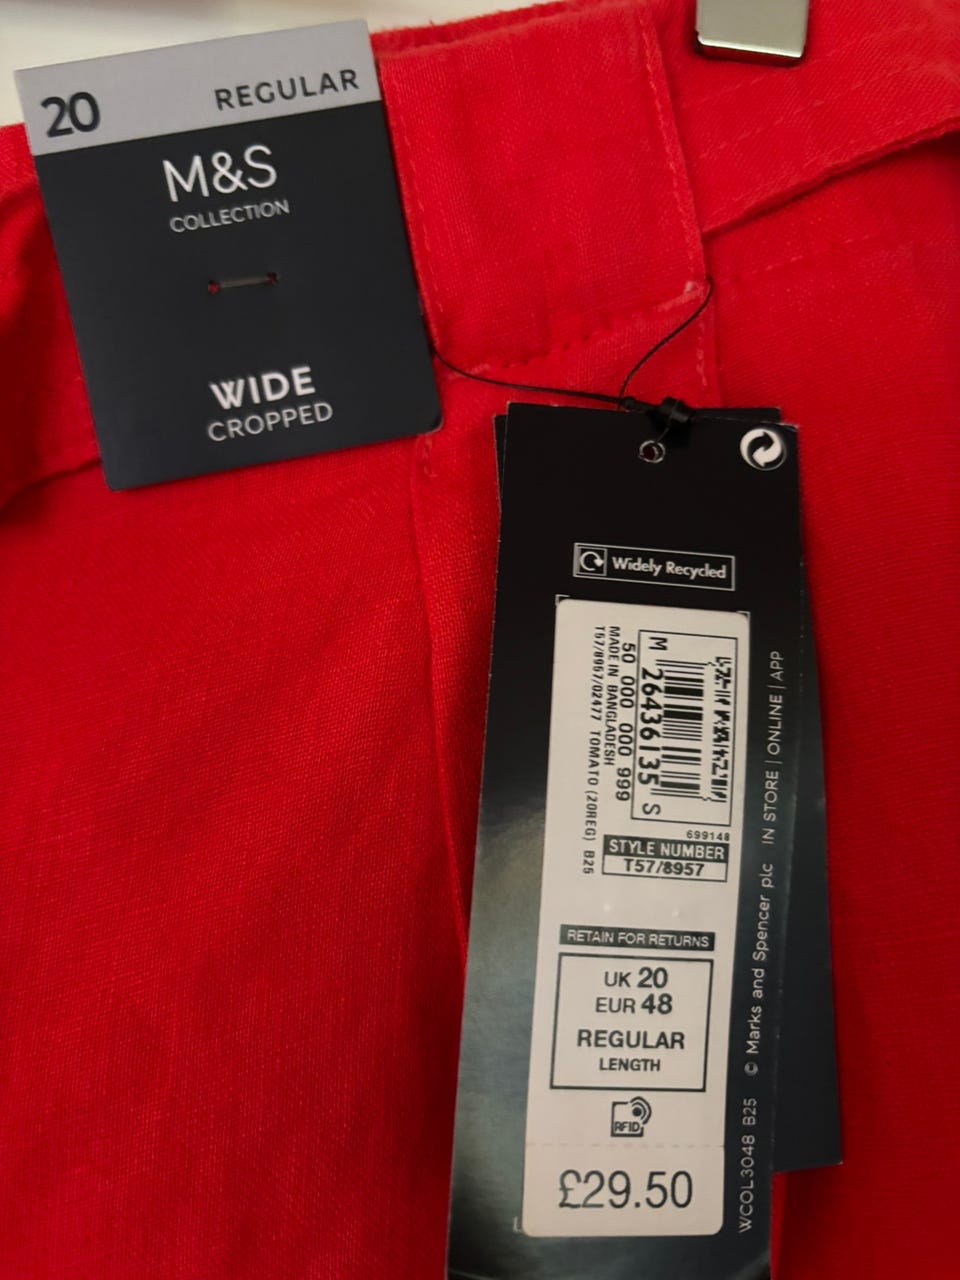 20 REGULAR
M&S
COLLECTION
WIDE
CROPPED
Widely Recycled
M 26436135 S
50 000 000 999
MADE IN BANGLADESH
T57/8957/02477 TOMATO (20REG) B25
699148
STYLE NUMBER
T57/8957
RETAIN FOR RETURNS
UK 20
EUR 48
REGULAR
LENGTH
RFID
£29.50
WCOL3048 B25 © Marks and Spencer plc IN STORE | ONLINE | APP